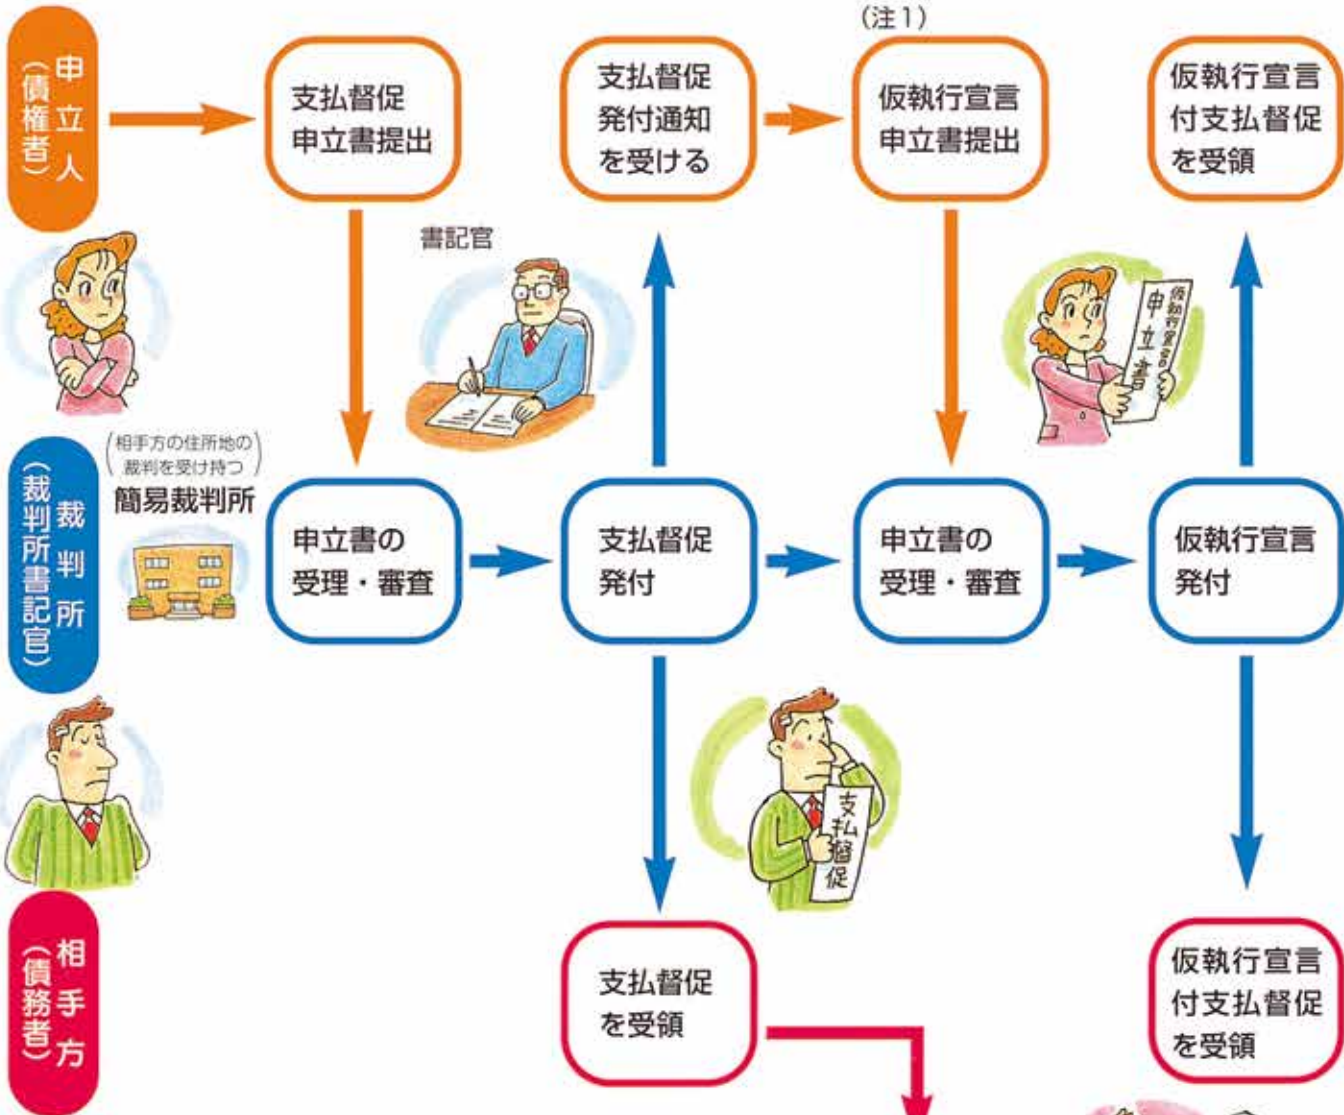 (注1)
申立人
(債権者)
支払督促
申立書提出
支払督促
発付通知
を受ける
仮執行宣言
申立書提出
仮執行宣言
付支払督促
を受領
書記官
仮執行宣言
申立書
裁判所
(裁判所書記官)
(相手方の住所地の
裁判を受け持つ)
簡易裁判所
申立書の
受理・審査
支払督促
発付
申立書の
受理・審査
仮執行宣言
発付
支払督促
相手方
(債務者)
支払督促
を受領
仮執行宣言
付支払督促
を受領